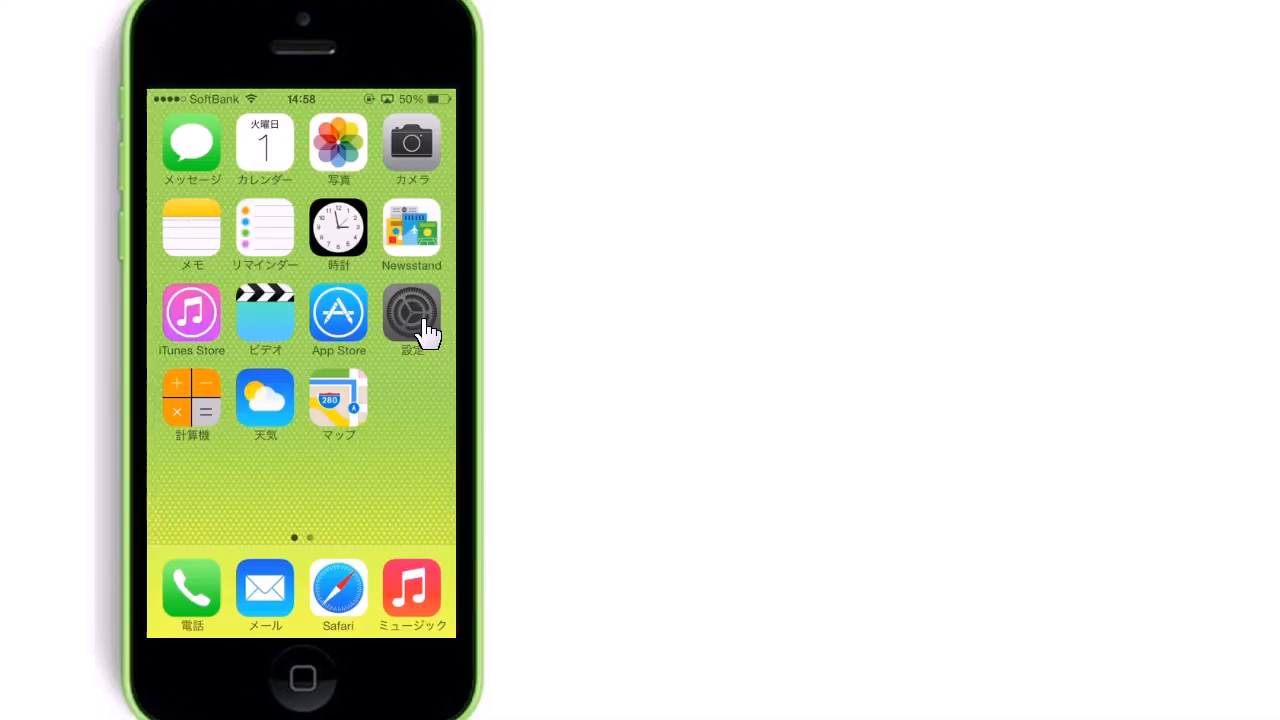 SoftBank 14:58 50%
火曜日
1
メッセージ カレンダー 写真 カメラ
メモ リマインダー 時計 Newsstand
iTunes Store ビデオ App Store 設定
280
計算機 天気 マップ
電話 メール Safari ミュージック